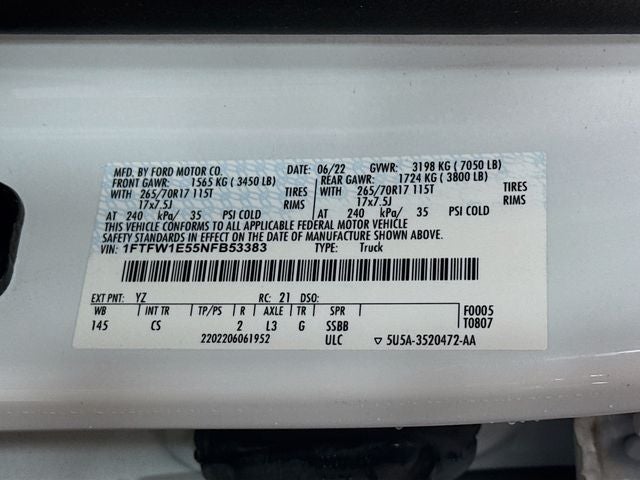 MFD. BY FORD MOTOR CO. DATE: 06/22 GVWR: 3198 KG ( 7050 LB)
FRONT GAWR: 1565 KG ( 3450 LB) REAR GAWR: 1724 KG ( 3800 LB)
WITH 265/70R17 115T TIRES WITH 265/70R17 115T TIRES
17x7.5J RIMS 17x7.5J RIMS
AT 240 kPa/ 35 PSI COLD AT 240 kPa/ 35 PSI COLD
THIS VEHICLE CONFORMS TO ALL APPLICABLE FEDERAL MOTOR VEHICLE
SAFETY STANDARDS IN EFFECT ON THE DATE OF MANUFACTURE SHOWN ABOVE.
VIN: 1FTFW1E55NFB53383 TYPE: Truck
EXT PNT: YZ RC: 21 DSO: F0005
WB INT TR TP/PS R AXLE TR SPR T0807
145 CS 2 L3 G SSBB
2202206061952 ULC ▽ 5U5A-3520472-AA